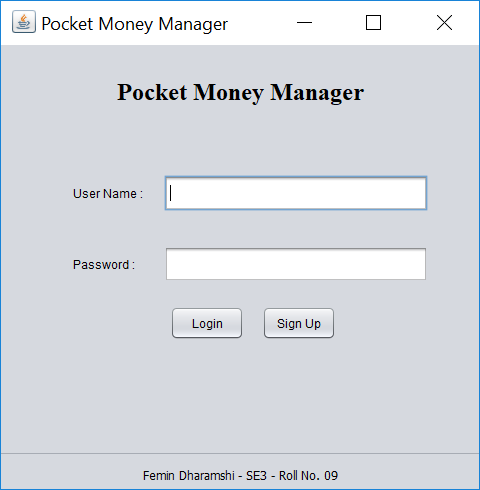 Pocket Money Manager
Pocket Money Manager
User Name :
Password :
Login Sign Up
Femin Dharamshi - SE3 - Roll No. 09